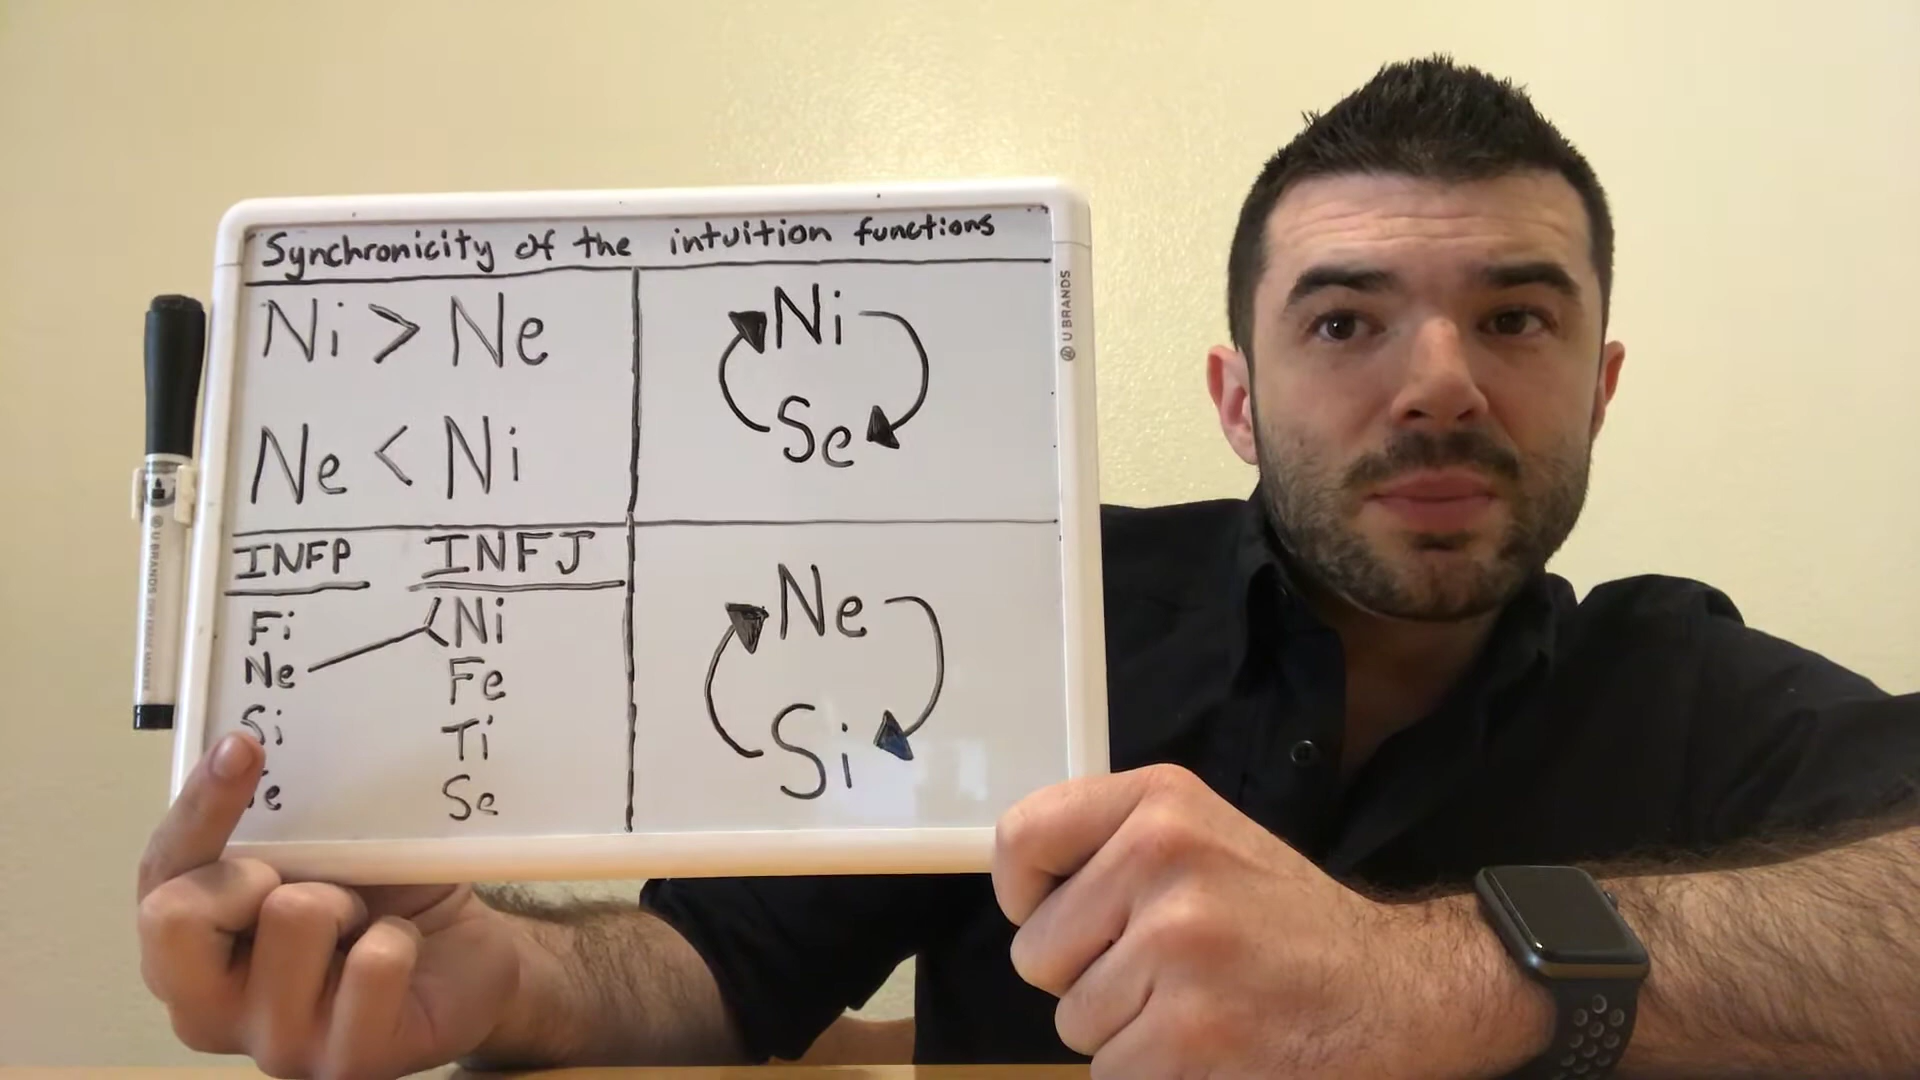 Synchronicity of the intuition functions
Ni > Ne
Ne < Ni
Ni
Se
INFP INFJ
Fi <Ni
Ne Fe
Si Ti
e Se
Ne
Si
U BRANDS
U BRANDS